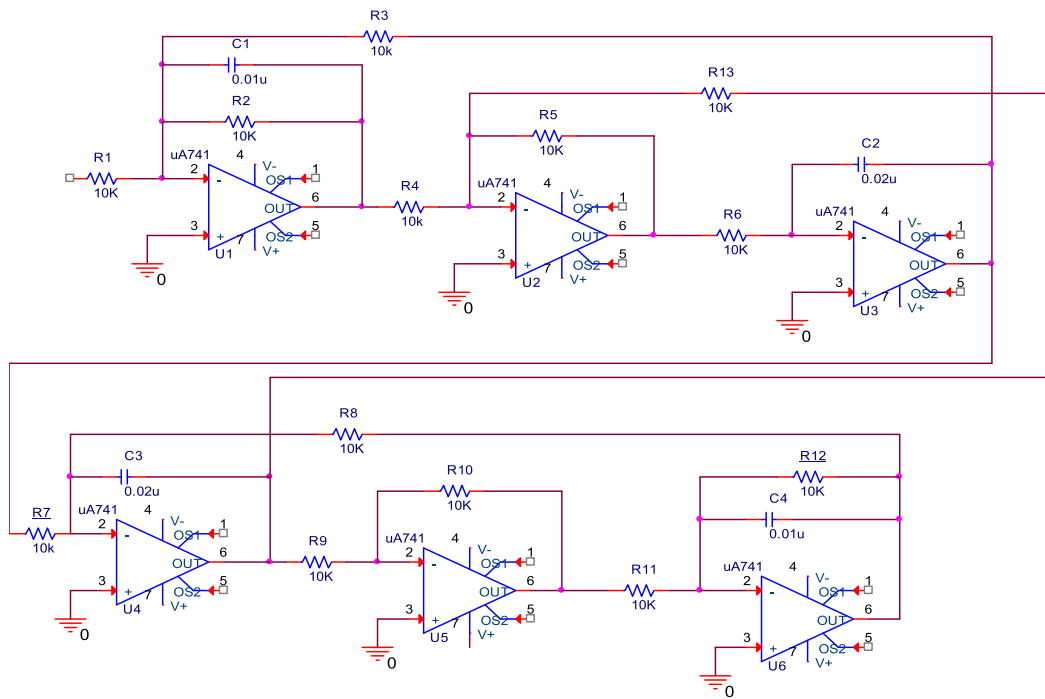 R3
10k
C1
0.01u
R13
10K
R2
10K
R5
10K
C2
0.02u
R1
10K
uA741
4
V-
OS1
1
2
-
6
OUT
3
+
7
OS2
5
V+
U1
0
R4
10k
uA741
4
V-
OS1
1
2
-
6
OUT
3
+
7
OS2
5
V+
U2
0
R6
10K
uA741
4
V-
OS1
1
2
-
6
OUT
3
+
7
OS2
5
V+
U3
0
R8
10K
C3
0.02u
R10
10K
R12
10K
C4
0.01u
R7
10k
uA741
4
V-
OS1
1
2
-
6
OUT
3
+
7
OS2
5
V+
U4
0
R9
10K
uA741
4
V-
OS1
1
2
-
6
OUT
3
+
7
OS2
5
V+
U5
0
R11
10K
uA741
4
V-
OS1
1
2
-
6
OUT
3
+
7
OS2
5
V+
U6
0